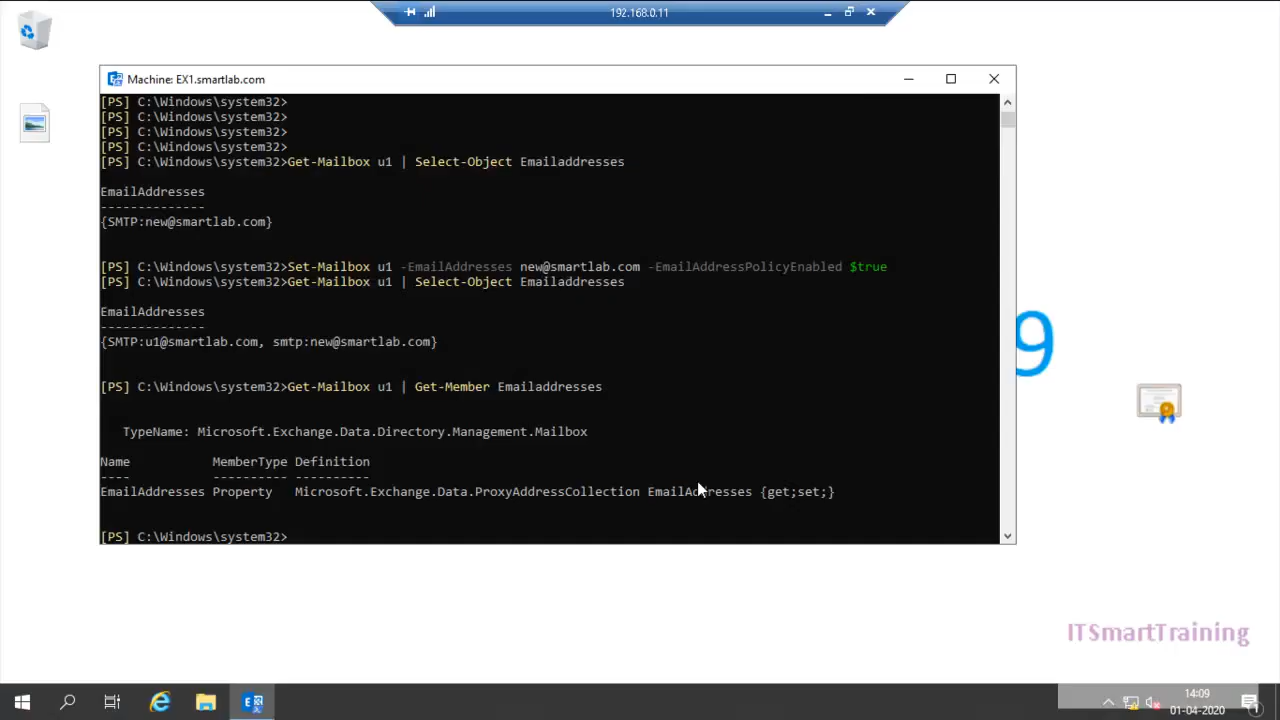 192.168.0.11
Machine: EX1.smartlab.com
[PS] C:\Windows\system32>
[PS] C:\Windows\system32>
[PS] C:\Windows\system32>
[PS] C:\Windows\system32>
[PS] C:\Windows\system32>Get-Mailbox u1 | Select-Object Emailaddresses
EmailAddresses
--------------
{SMTP:new@smartlab.com}
[PS] C:\Windows\system32>Set-Mailbox u1 -EmailAddresses new@smartlab.com -EmailAddressPolicyEnabled $true
[PS] C:\Windows\system32>Get-Mailbox u1 | Select-Object Emailaddresses
EmailAddresses
--------------
{SMTP:u1@smartlab.com, smtp:new@smartlab.com}
[PS] C:\Windows\system32>Get-Mailbox u1 | Get-Member Emailaddresses
TypeName: Microsoft.Exchange.Data.Directory.Management.Mailbox
Name MemberType Definition
---- ---------- ----------
EmailAddresses Property Microsoft.Exchange.Data.ProxyAddressCollection EmailAddresses {get;set;}
[PS] C:\Windows\system32>
9
ITSmartTraining
14:09
01-04-2020
1